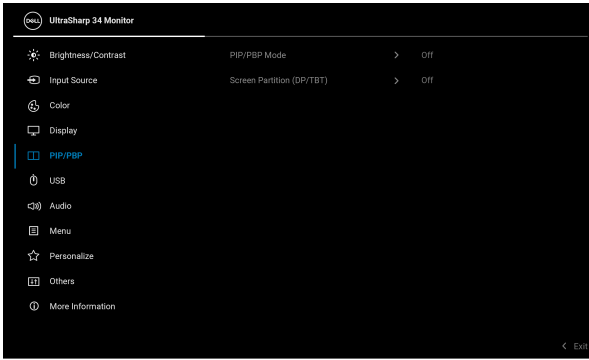 DELL UltraSharp 34 Monitor
Brightness/Contrast PIP/PBP Mode Off
Input Source Screen Partition (DP/TBT) Off
Color
Display
PIP/PBP
USB
Audio
Menu
Personalize
Others
More Information
Exit